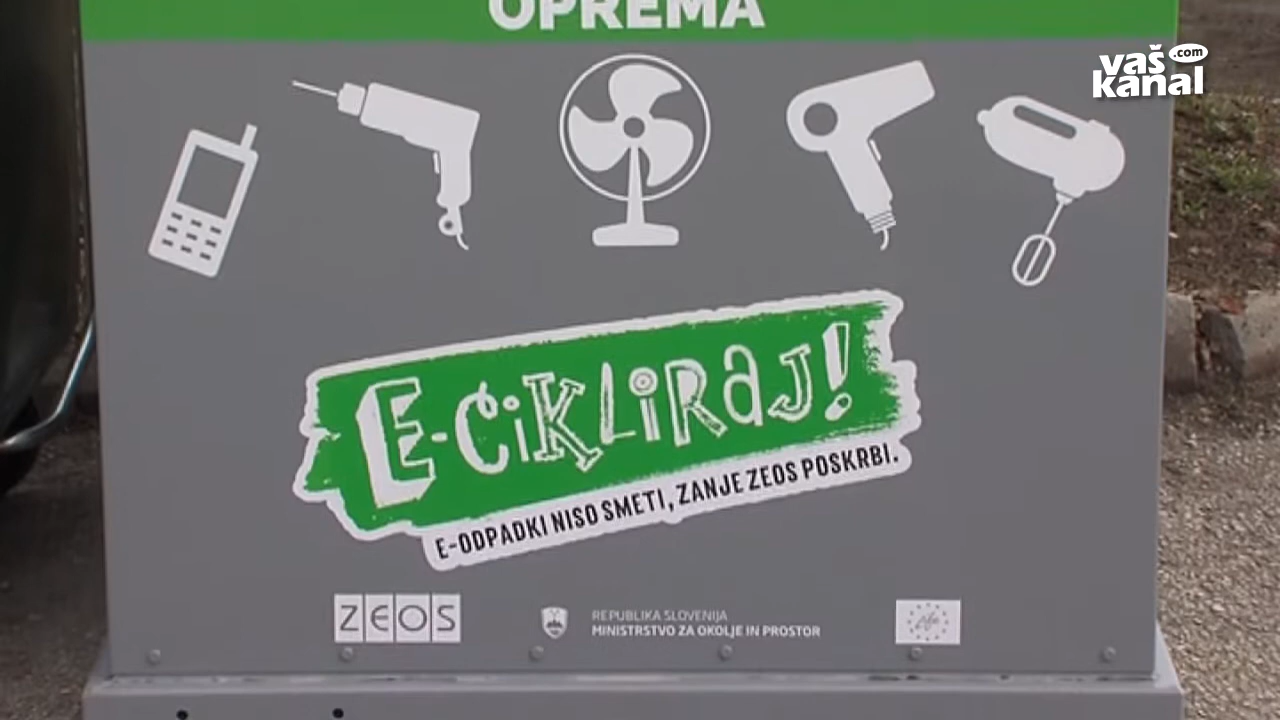 OPREMA
vaš
.com
kanal
E-CiKLiRaJ!
E-ODPADKI NISO SMETI, ZANJE ZEOS POSKRBI.
ZEOS
REPUBLIKA SLOVENIJA
MINISTRSTVO ZA OKOLJE IN PROSTOR
life